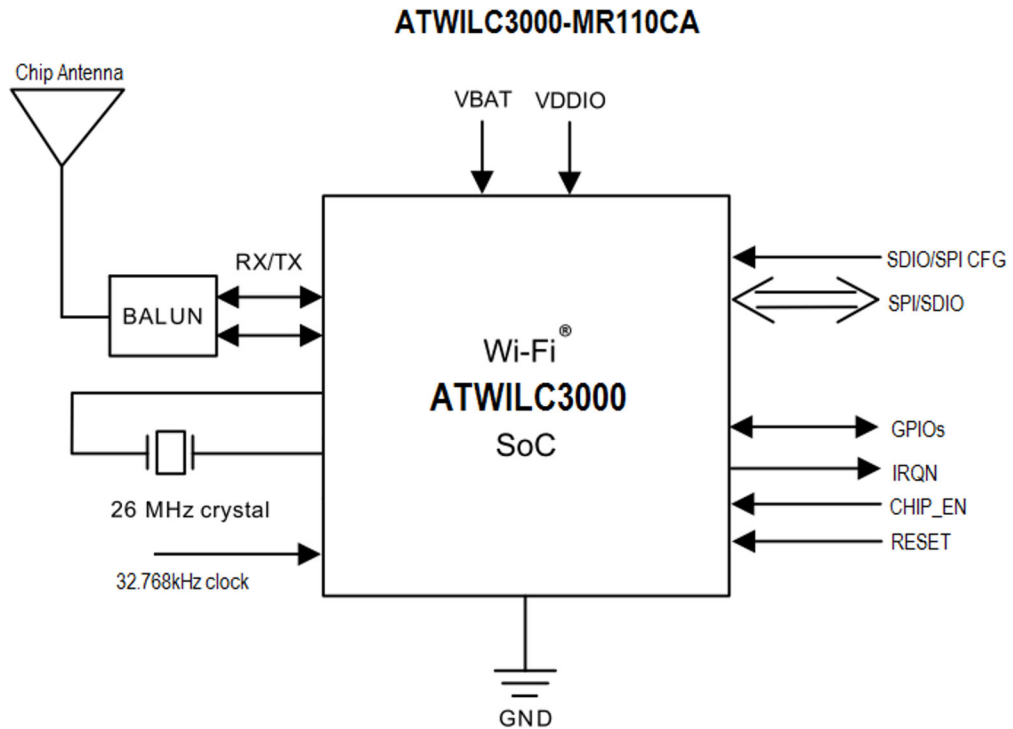 ATWILC3000-MR110CA
Chip Antenna
VBAT VDDIO
RX/TX
BALUN
SDIO/SPI CFG
SPI/SDIO
Wi-Fi®
ATWILC3000
SoC
GPIOs
IRQN
CHIP_EN
RESET
26 MHz crystal
32.768kHz clock
GND